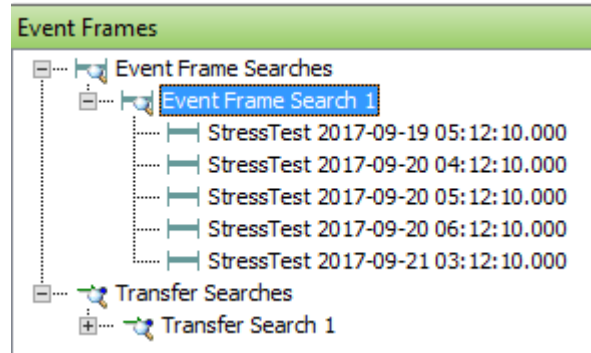 Event Frames
Event Frame Searches
Event Frame Search 1
StressTest 2017-09-19 05:12:10.000
StressTest 2017-09-20 04:12:10.000
StressTest 2017-09-20 05:12:10.000
StressTest 2017-09-20 06:12:10.000
StressTest 2017-09-21 03:12:10.000
Transfer Searches
Transfer Search 1